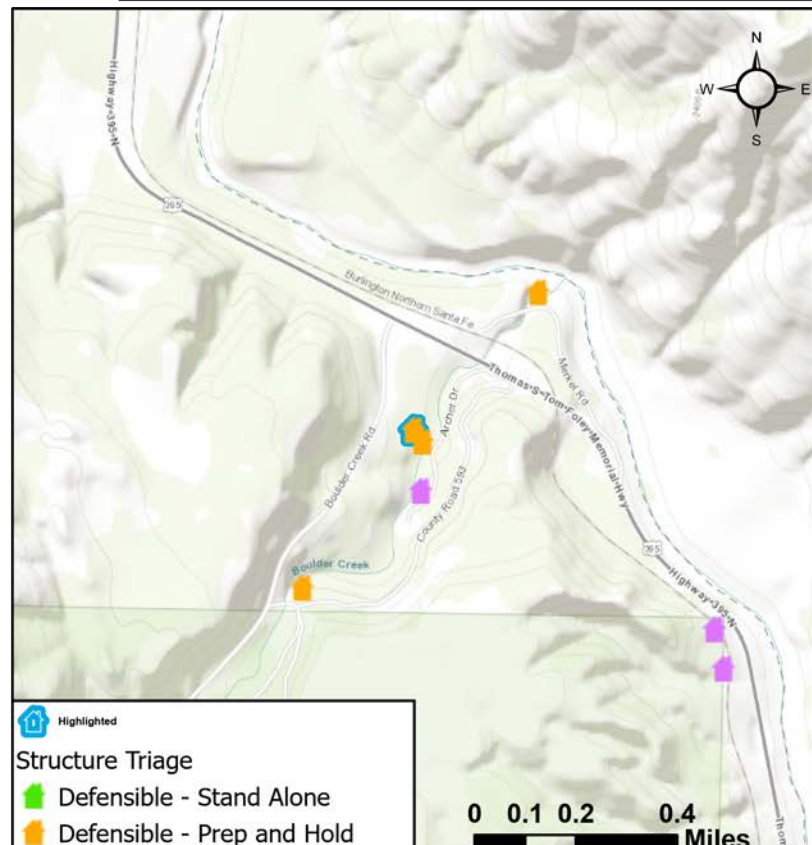 N
W E
S
Highway-395-N
395
2406 ft
Burlington Northern Santa Fe
Merkel Rd
Thomas-S-Tom-Foley-Memorial-Hwy
Archer Dr
Boulder Creek Rd
County Road 593
395
Boulder Creek
Highway-395-N
Highlighted
Structure Triage
Defensible - Stand Alone
Defensible - Prep and Hold
0 0.1 0.2 0.4
Miles